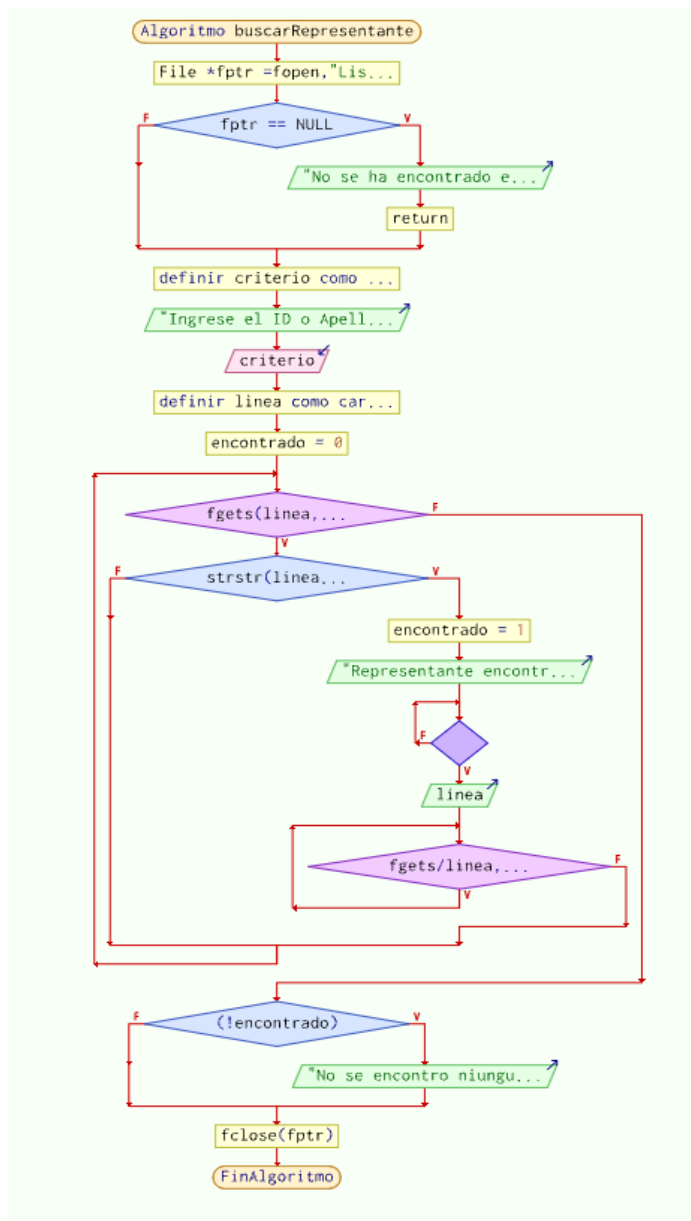 Algoritmo buscarRepresentante
File *fptr =fopen,"Lis...
fptr == NULL
F
V
"No se ha encontrado e...
return
definir criterio como ...
"Ingrese el ID o Apell...
criterio
definir linea como car...
encontrado = 0
fgets(linea,...
F
V
strstr(linea...
F
V
encontrado = 1
"Representante encontr...
F
V
linea
fgets/linea,...
F
V
(!encontrado)
F
V
"No se encontro niungu...
fclose(fptr)
FinAlgoritmo